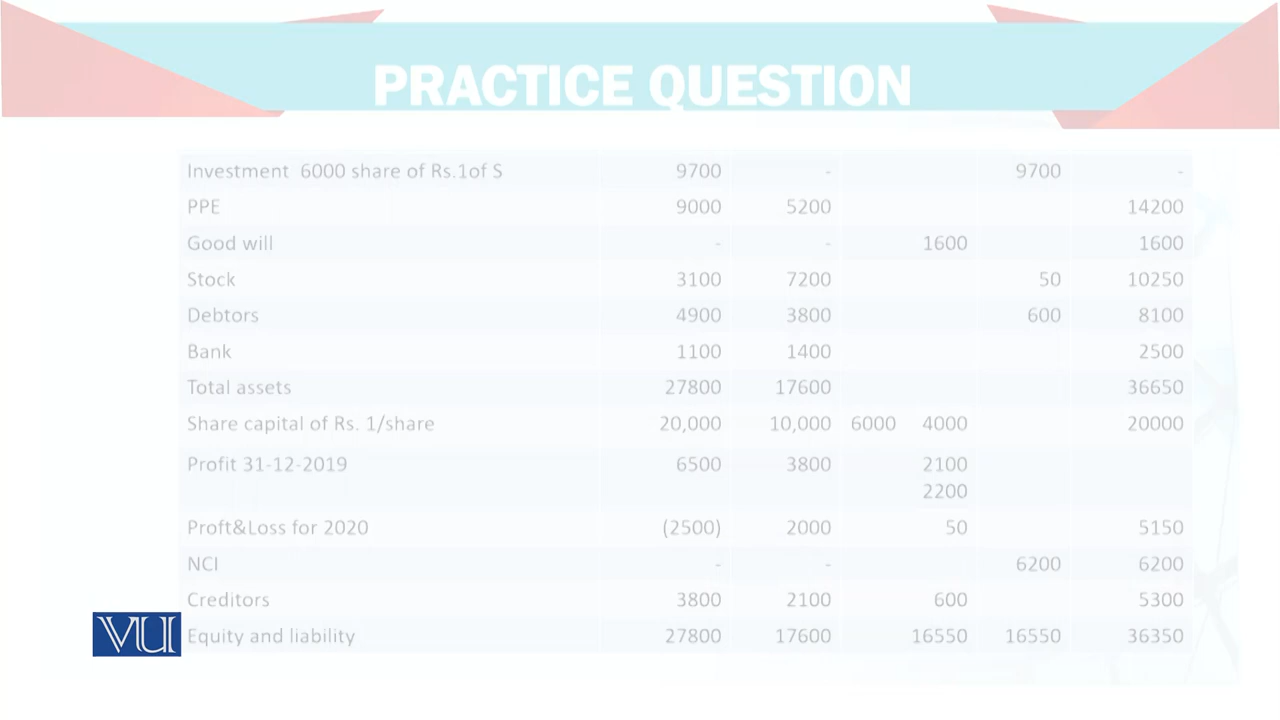 PRACTICE QUESTION
Investment 6000 share of Rs.1of S 9700 - 9700 -
PPE 9000 5200 14200
Good will - - 1600 1600
Stock 3100 7200 50 10250
Debtors 4900 3800 600 8100
Bank 1100 1400 2500
Total assets 27800 17600 36650
Share capital of Rs. 1/share 20,000 10,000 6000 4000 20000
Profit 31-12-2019 6500 3800 2100
2200
Proft&Loss for 2020 (2500) 2000 50 5150
NCI - - 6200 6200
Creditors 3800 2100 600 5300
VU Equity and liability 27800 17600 16550 16550 36350